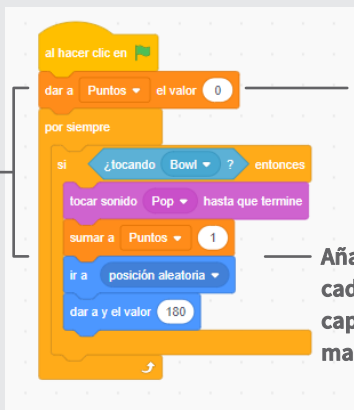 al hacer clic en
dar a Puntos el valor 0
por siempre
si ¿tocando Bowl ? entonces
tocar sonido Pop hasta que termine
sumar a Puntos 1
ir a posición aleatoria
dar a y el valor 180
Aña
cad
cap
ma